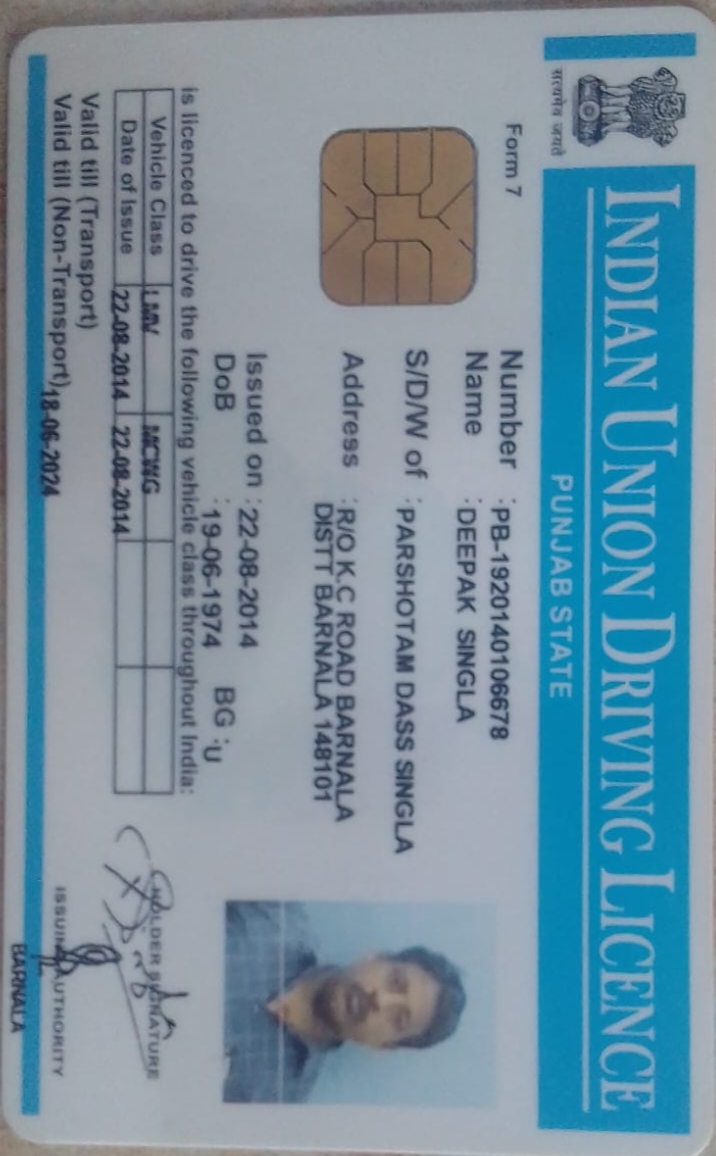 INDIAN UNION DRIVING LICENCE
सत्यमेव जयते
PUNJAB STATE
Form 7
Number : PB-1920140106678
Name : DEEPAK SINGLA
S/D/W of : PARSHOTAM DASS SINGLA
Address : R/O K.C ROAD BARNALA
DISTT BARNALA 148101
Issued on : 22-08-2014
DoB : 19-06-1974 BG : U
is licenced to drive the following vehicle class throughout India:
Vehicle Class LMV MCWG
Date of Issue 22-08-2014 22-08-2014
HOLDER SIGNATURE
Valid till (Transport)
Valid till (Non-Transport) 18-06-2024
ISSUING AUTHORITY
BARNALA